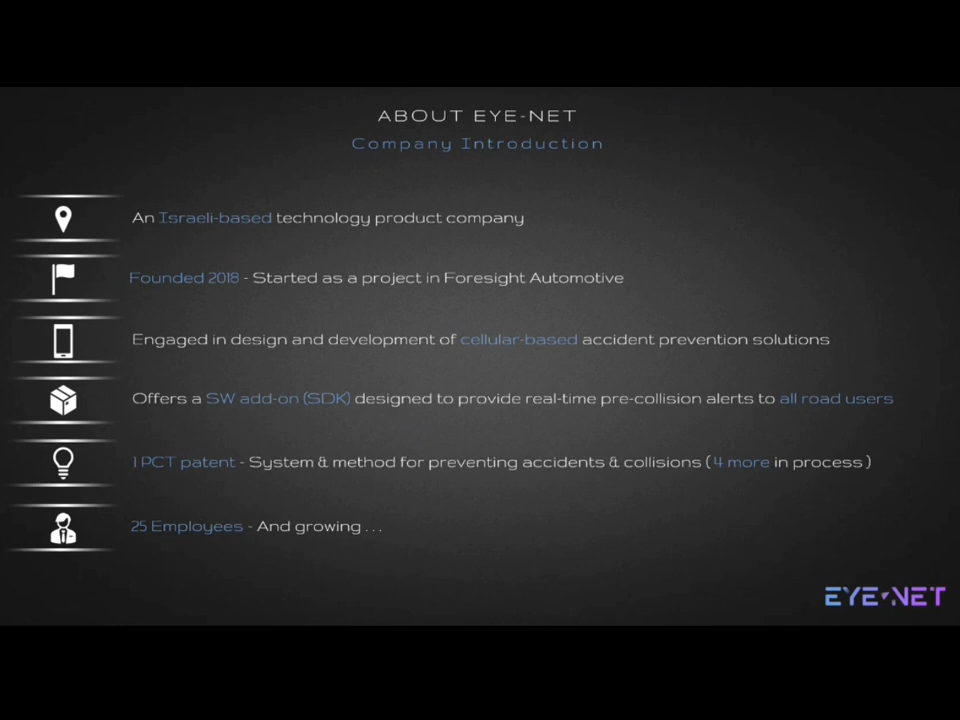 ABOUT EYE-NET
Company Introduction
An Israeli-based technology product company
Founded 2018 - Started as a project in Foresight Automotive
Engaged in design and development of cellular-based accident prevention solutions
Offers a SW add-on (SDK) designed to provide real-time pre-collision alerts to all road users
1 PCT patent - System & method for preventing accidents & collisions ( 4 more in process )
25 Employees - And growing ...
EYE-NET